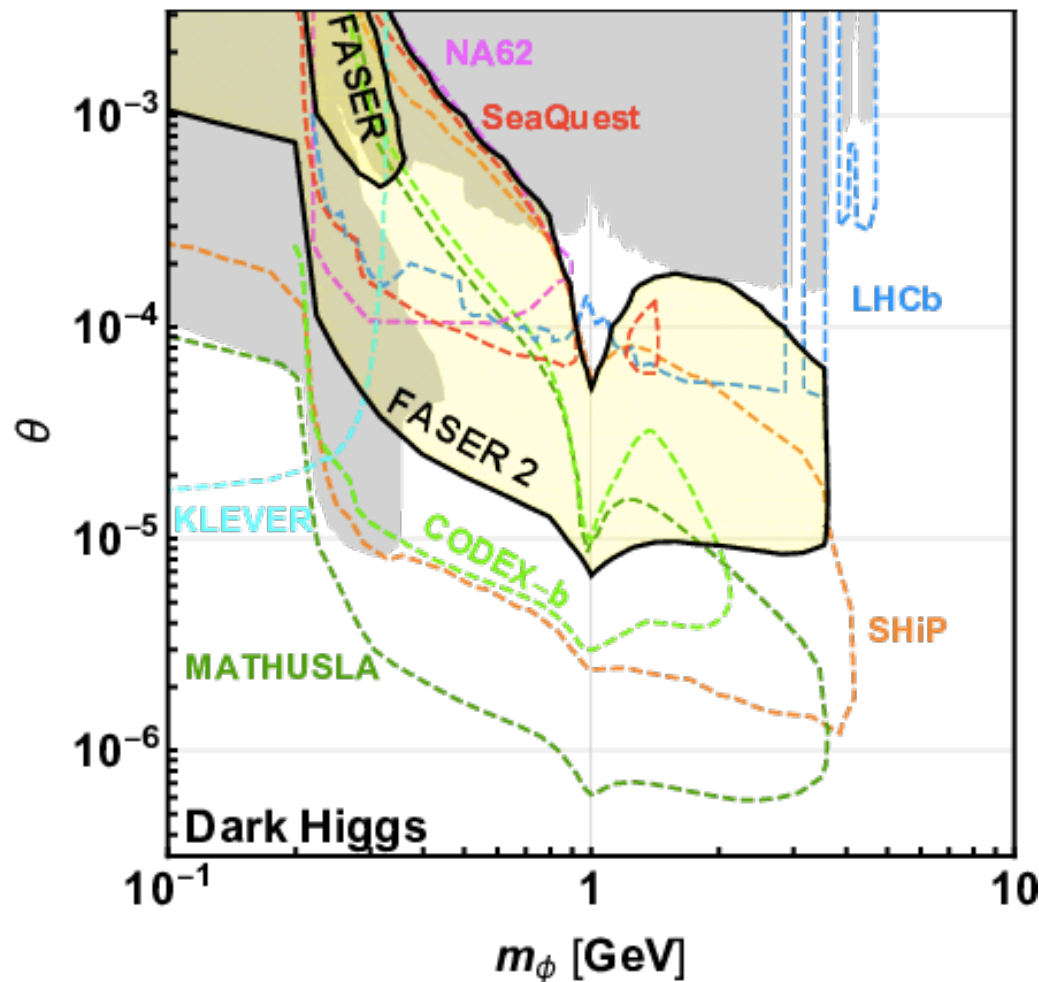 FASER
NA62
SeaQuest
10⁻³
LHCb
10⁻⁴
θ
FASER 2
KLEVER
10⁻⁵
CODEX-b
SHiP
MATHUSLA
10⁻⁶
Dark Higgs
10⁻¹
1
10
m_ϕ [GeV]